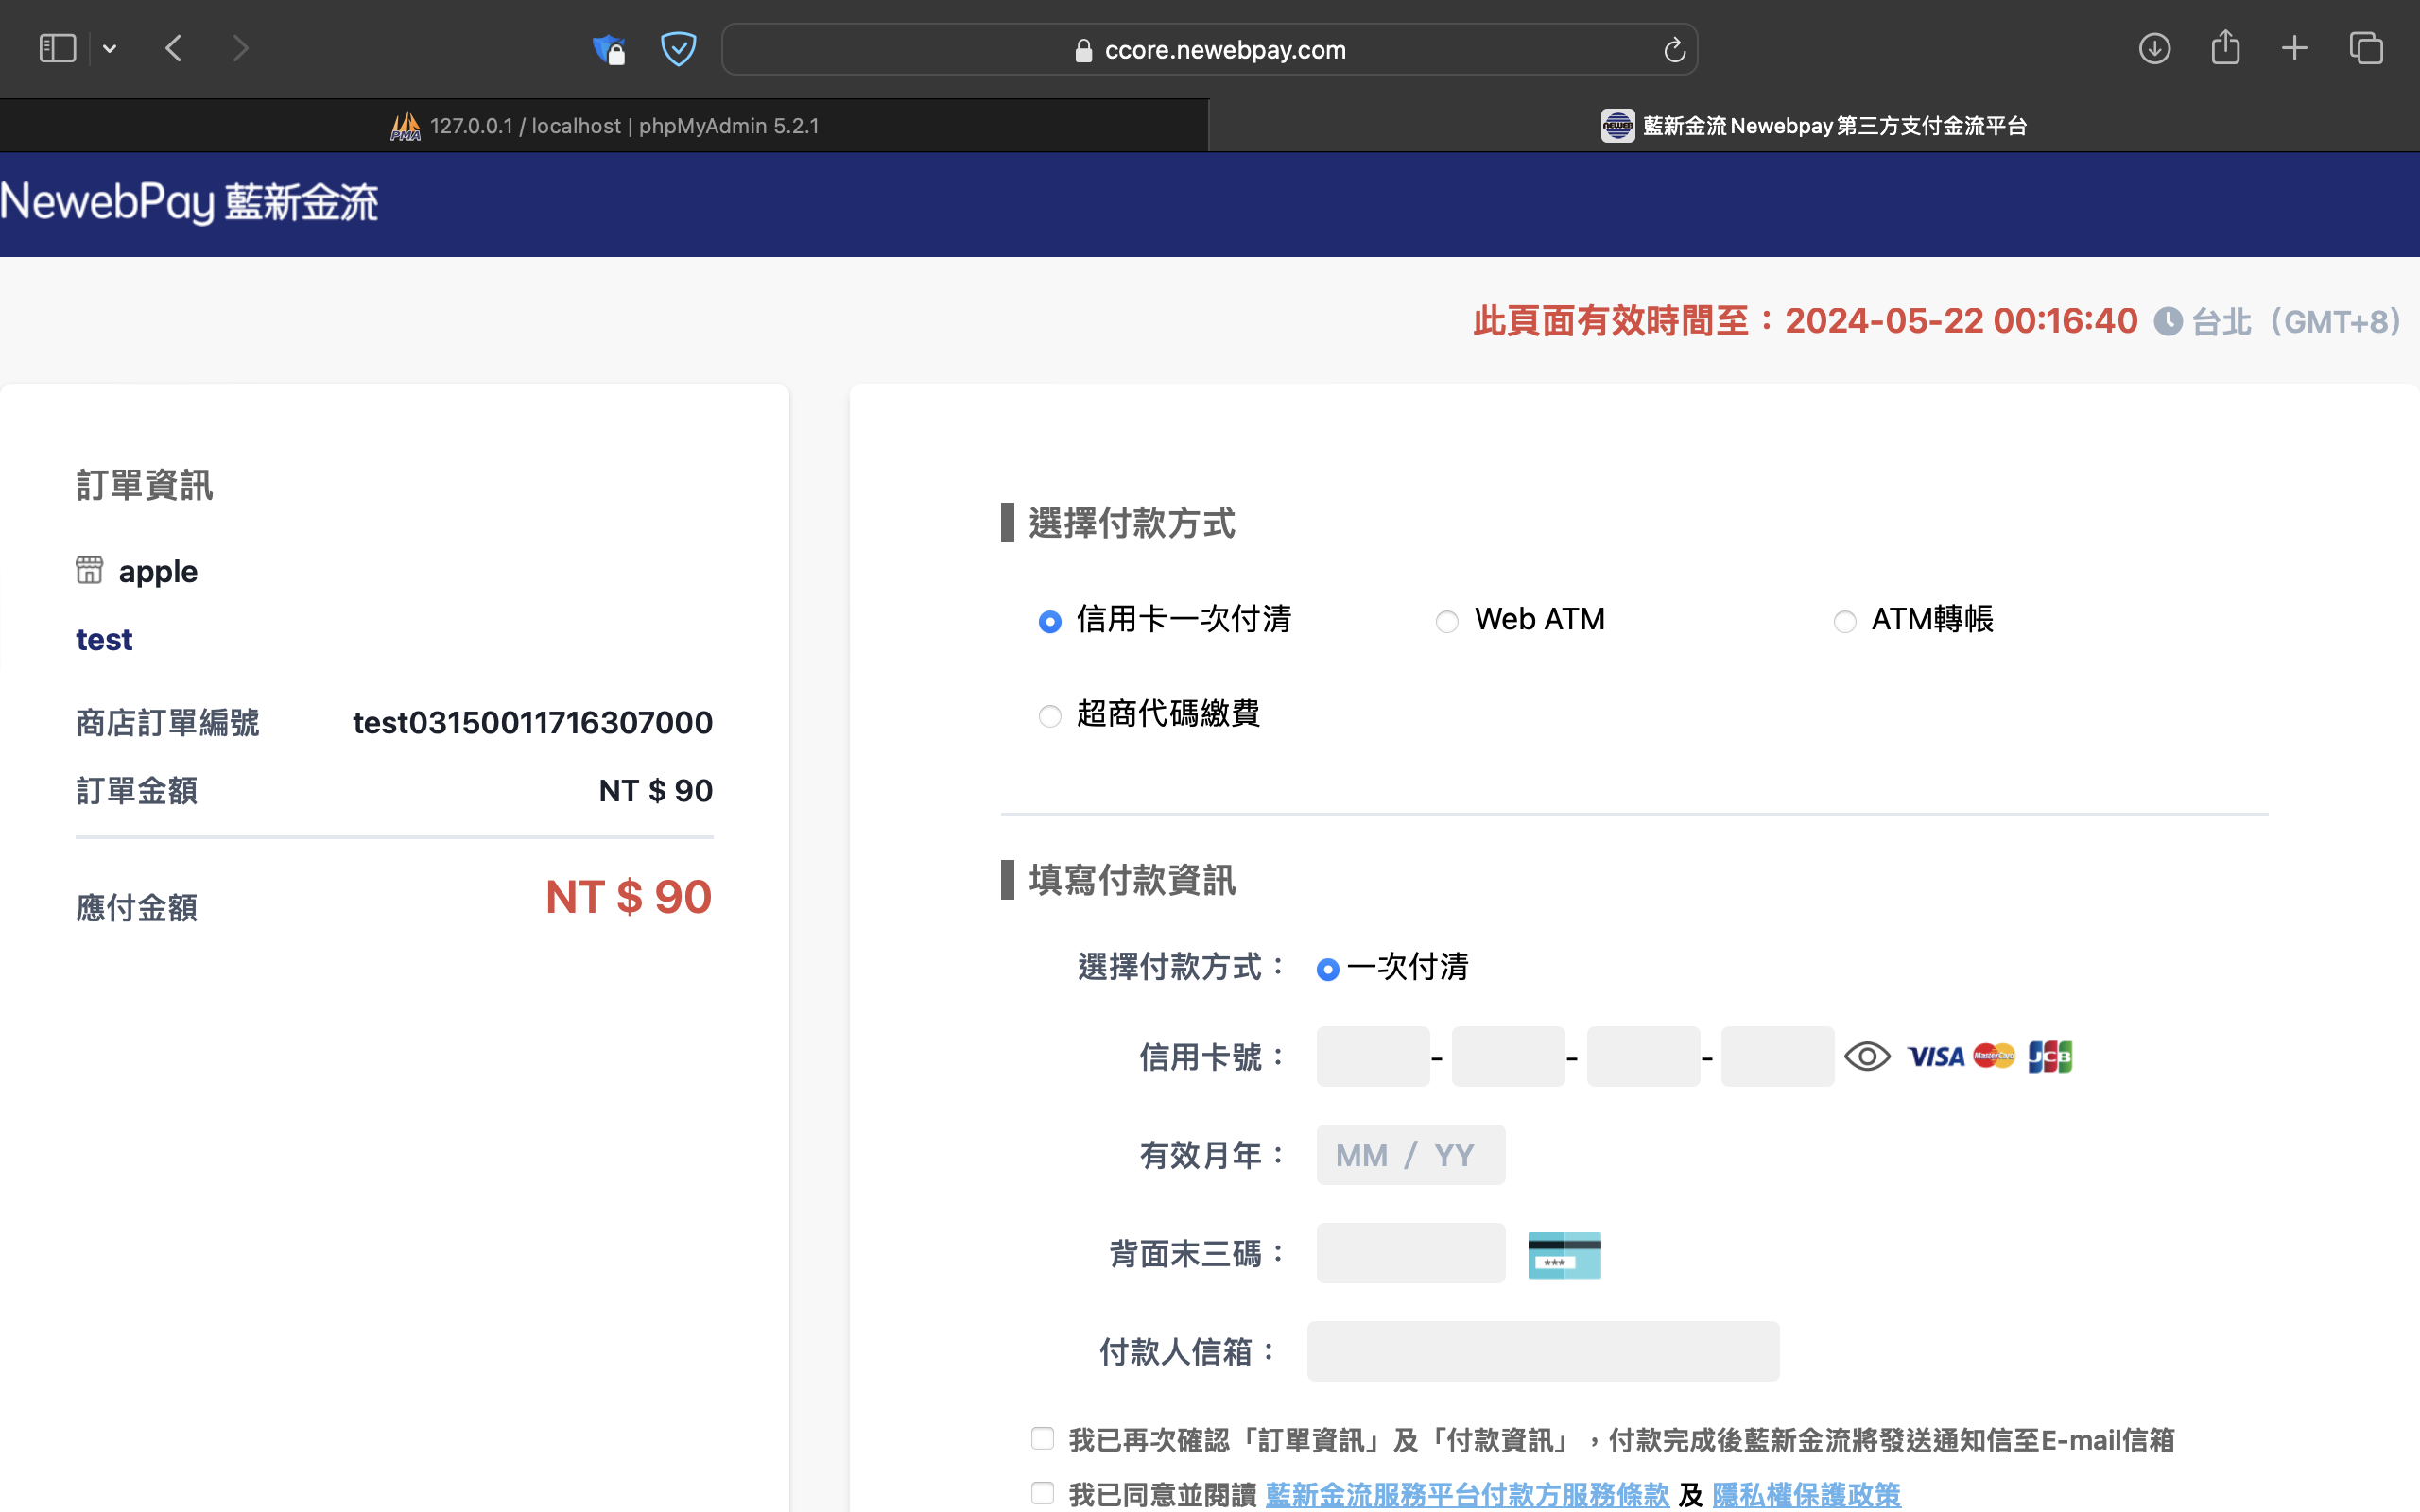 ccore.newebpay.com
127.0.0.1 / localhost | phpMyAdmin 5.2.1
藍新金流Newebpay第三方支付金流平台
NewebPay 藍新金流
此頁面有效時間至：2024-05-22 00:16:40 台北（GMT+8）
訂單資訊
apple
test
商店訂單編號 test03150011716307000
訂單金額 NT $ 90
應付金額 NT $ 90
選擇付款方式
信用卡一次付清
Web ATM
ATM轉帳
超商代碼繳費
填寫付款資訊
選擇付款方式： 一次付清
信用卡號： - - - VISA MasterCard JCB
有效月年： MM / YY
背面末三碼： ***
付款人信箱：
我已再次確認「訂單資訊」及「付款資訊」，付款完成後藍新金流將發送通知信至E-mail信箱
我已同意並閱讀 藍新金流服務平台付款方服務條款 及 隱私權保護政策